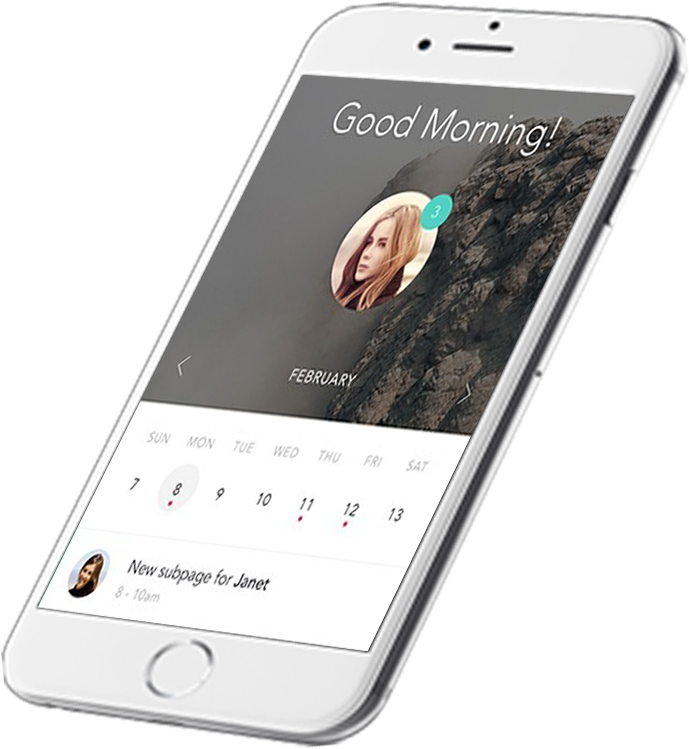 Good Morning!
3
FEBRUARY
SUN MON TUE WED THU FRI SAT
7 8 9 10 11 12 13
New subpage for Janet
8 - 10am